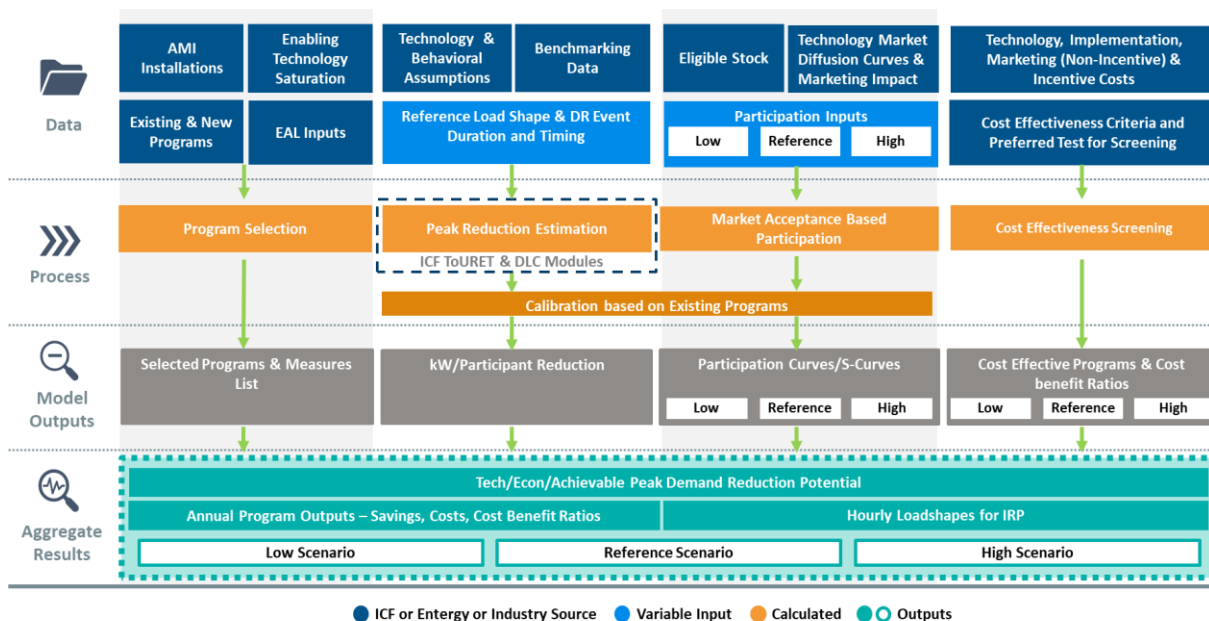 AMI
Installations
Enabling
Technology
Saturation
Technology &
Behavioral
Assumptions
Benchmarking
Data
Eligible Stock
Technology Market
Diffusion Curves &
Marketing Impact
Technology, Implementation,
Marketing (Non-Incentive) &
Incentive Costs
Data
Existing & New
Programs
EAL Inputs
Reference Load Shape & DR Event
Duration and Timing
Participation Inputs
Low
Reference
High
Cost Effectiveness Criteria and
Preferred Test for Screening
Process
Program Selection
Peak Reduction Estimation
ICF ToURET & DLC Modules
Market Acceptance Based
Participation
Cost Effectiveness Screening
Calibration based on Existing Programs
Model
Outputs
Selected Programs & Measures
List
kW/Participant Reduction
Participation Curves/S-Curves
Low
Reference
High
Cost Effective Programs & Cost
benefit Ratios
Low
Reference
High
Aggregate
Results
Tech/Econ/Achievable Peak Demand Reduction Potential
Annual Program Outputs – Savings, Costs, Cost Benefit Ratios
Hourly Loadshapes for IRP
Low Scenario
Reference Scenario
High Scenario
ICF or Entergy or Industry Source
Variable Input
Calculated
Outputs